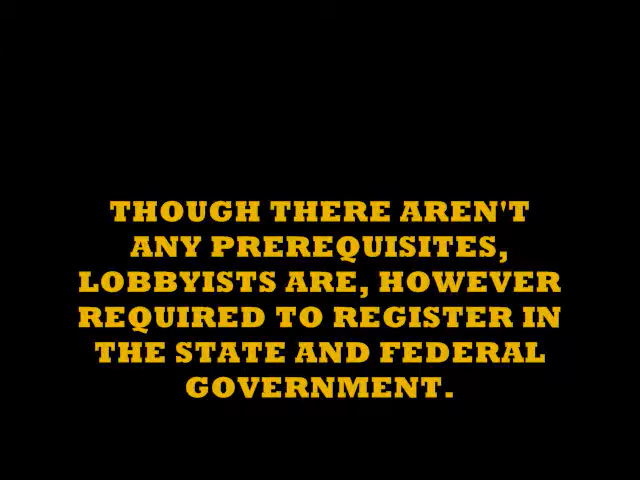 THOUGH THERE AREN'T
ANY PREREQUISITES,
LOBBYISTS ARE, HOWEVER
REQUIRED TO REGISTER IN
THE STATE AND FEDERAL
GOVERNMENT.